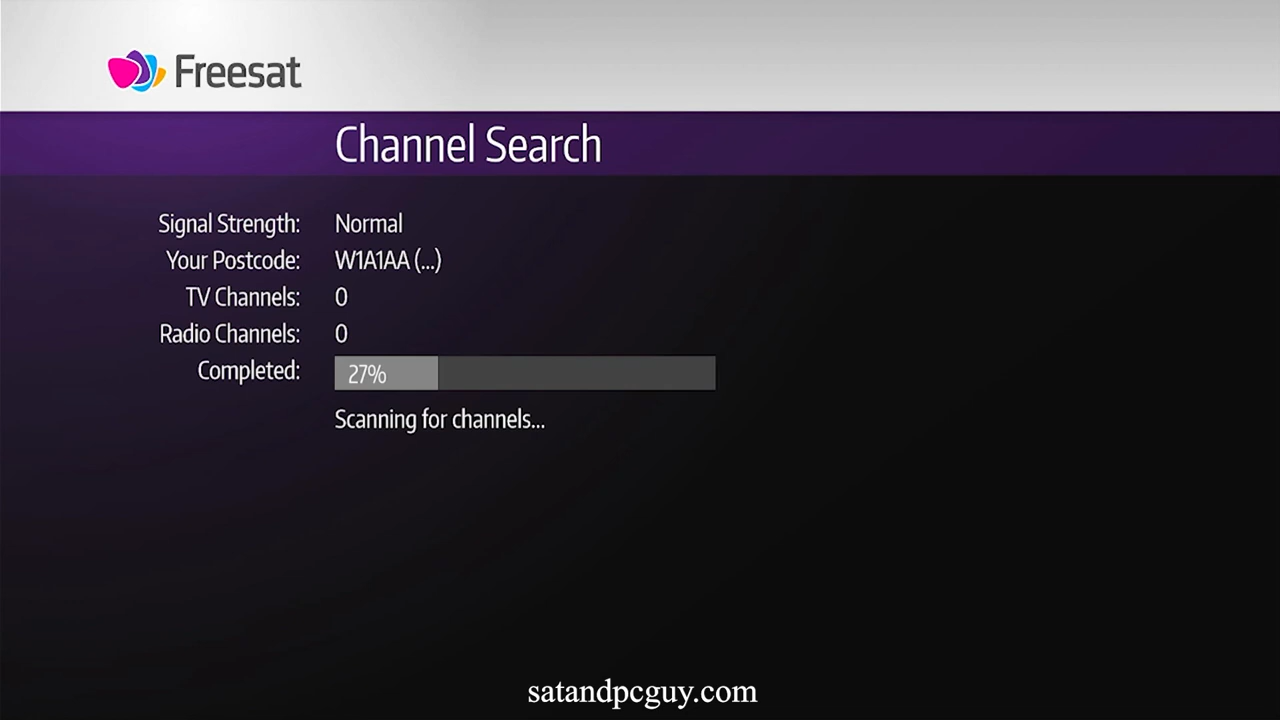 Freesat
Channel Search
Signal Strength: Normal
Your Postcode: W1A1AA (...)
TV Channels: 0
Radio Channels: 0
Completed: 27%
Scanning for channels...
satandpcguy.com